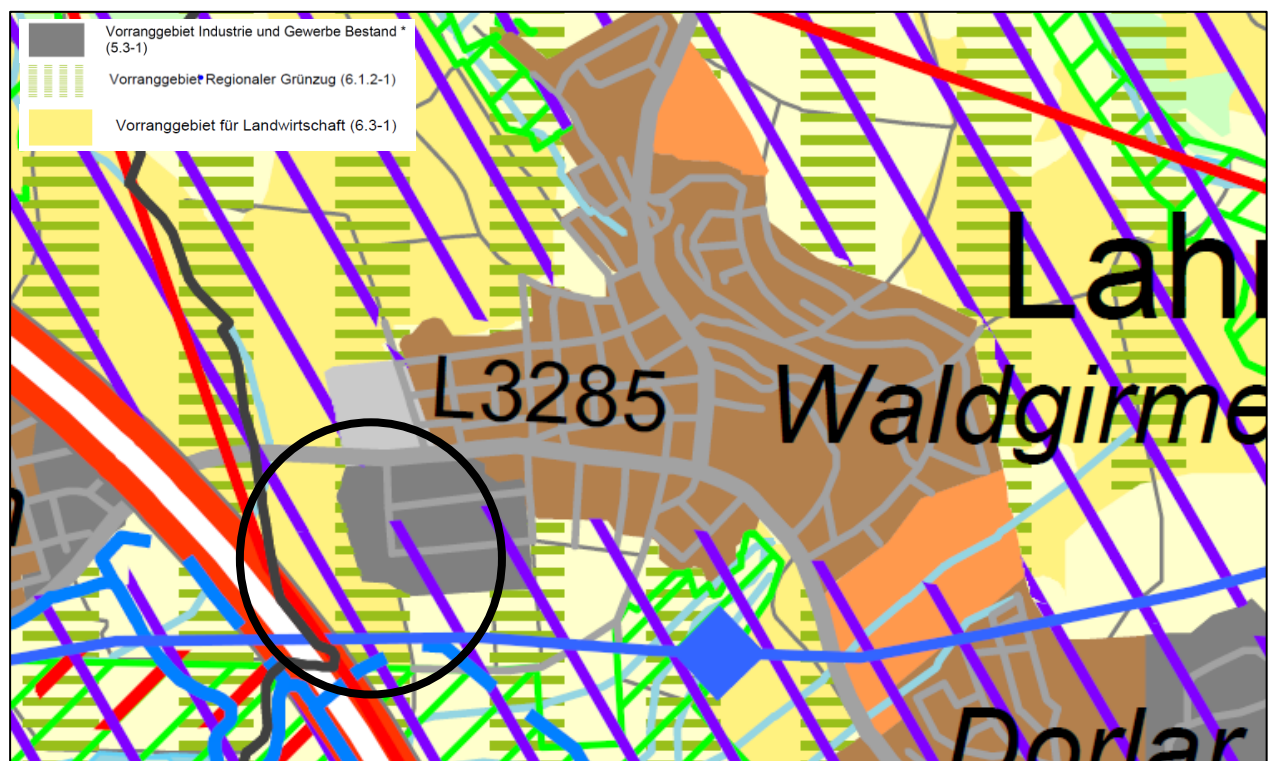 Vorranggebiet Industrie und Gewerbe Bestand *
(5.3-1)
Vorranggebiet Regionaler Grünzug (6.1.2-1)
Vorranggebiet für Landwirtschaft (6.3-1)
Lahn
L3285
Waldgirme
Dorlar